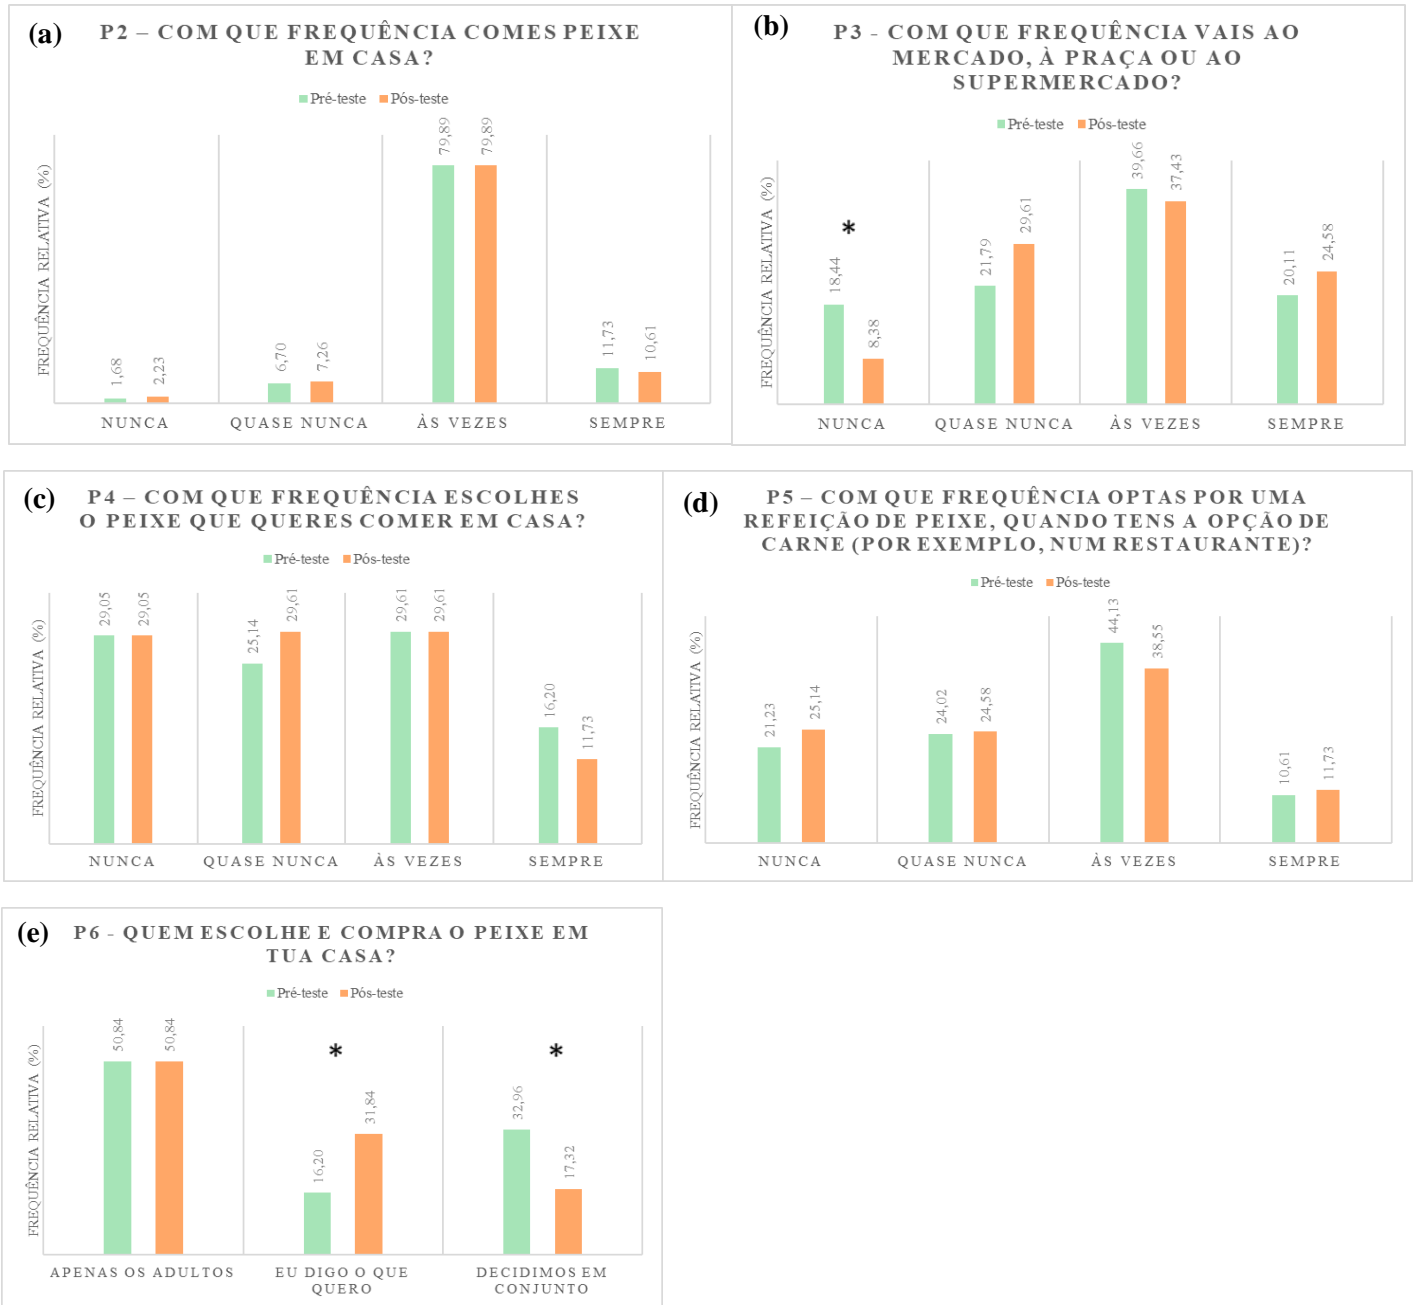 (a)
P2 – COM QUE FREQUÊNCIA COMES PEIXE
EM CASA?
Pré-teste Pós-teste
FREQUÊNCIA RELATIVA (%)
1,68 2,23 6,70 7,26 79,89 79,89 11,73 10,61
NUNCA QUASE NUNCA ÀS VEZES SEMPRE
(b)
P3 - COM QUE FREQUÊNCIA VAIS AO
MERCADO, À PRAÇA OU AO
SUPERMERCADO?
Pré-teste Pós-teste
FREQUÊNCIA RELATIVA (%)
*
18,44 8,38 21,79 29,61 39,66 37,43 20,11 24,58
NUNCA QUASE NUNCA ÀS VEZES SEMPRE
(c)
P4 – COM QUE FREQUÊNCIA ESCOLHES
O PEIXE QUE QUERES COMER EM CASA?
Pré-teste Pós-teste
FREQUÊNCIA RELATIVA (%)
29,05 29,05 25,14 29,61 29,61 29,61 16,20 11,73
NUNCA QUASE NUNCA ÀS VEZES SEMPRE
(d)
P5 – COM QUE FREQUÊNCIA OPTAS POR UMA
REFEIÇÃO DE PEIXE, QUANDO TENS A OPÇÃO DE
CARNE (POR EXEMPLO, NUM RESTAURANTE)?
Pré-teste Pós-teste
FREQUÊNCIA RELATIVA (%)
21,23 25,14 24,02 24,58 44,13 38,55 10,61 11,73
NUNCA QUASE NUNCA ÀS VEZES SEMPRE
(e)
P6 - QUEM ESCOLHE E COMPRA O PEIXE EM
TUA CASA?
Pré-teste Pós-teste
FREQUÊNCIA RELATIVA (%)
* *
50,84 50,84 16,20 31,84 32,96 17,32
APENAS OS ADULTOS EU DIGO O QUE DECIDIMOS EM
QUERO CONJUNTO